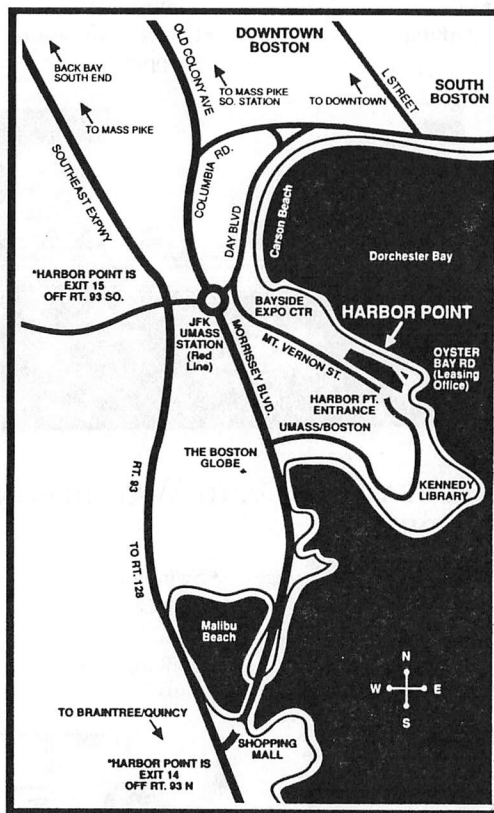 DOWNTOWN
BOSTON
OLD COLONY AVE
BACK BAY
SOUTH END
TO MASS PIKE
SO. STATION
L STREET
SOUTH
BOSTON
TO DOWNTOWN
TO MASS PIKE
SOUTHEAST EXPWY
COLUMBIA RD.
DAY BLVD
Carson Beach
Dorchester Bay
*HARBOR POINT IS
EXIT 15
OFF RT. 93 SO.
BAYSIDE
EXPO CTR
HARBOR POINT
JFK
UMASS
STATION
(Red
Line)
MORRISSEY BLVD.
MT. VERNON ST.
OYSTER
BAY RD
(Leasing
Office)
HARBOR PT.
ENTRANCE
UMASS/BOSTON
THE BOSTON
GLOBE
KENNEDY
LIBRARY
RT. 93
TO RT. 128
Malibu
Beach
N
W E
S
TO BRAINTREE/QUINCY
SHOPPING
MALL
*HARBOR POINT IS
EXIT 14
OFF RT. 93 N